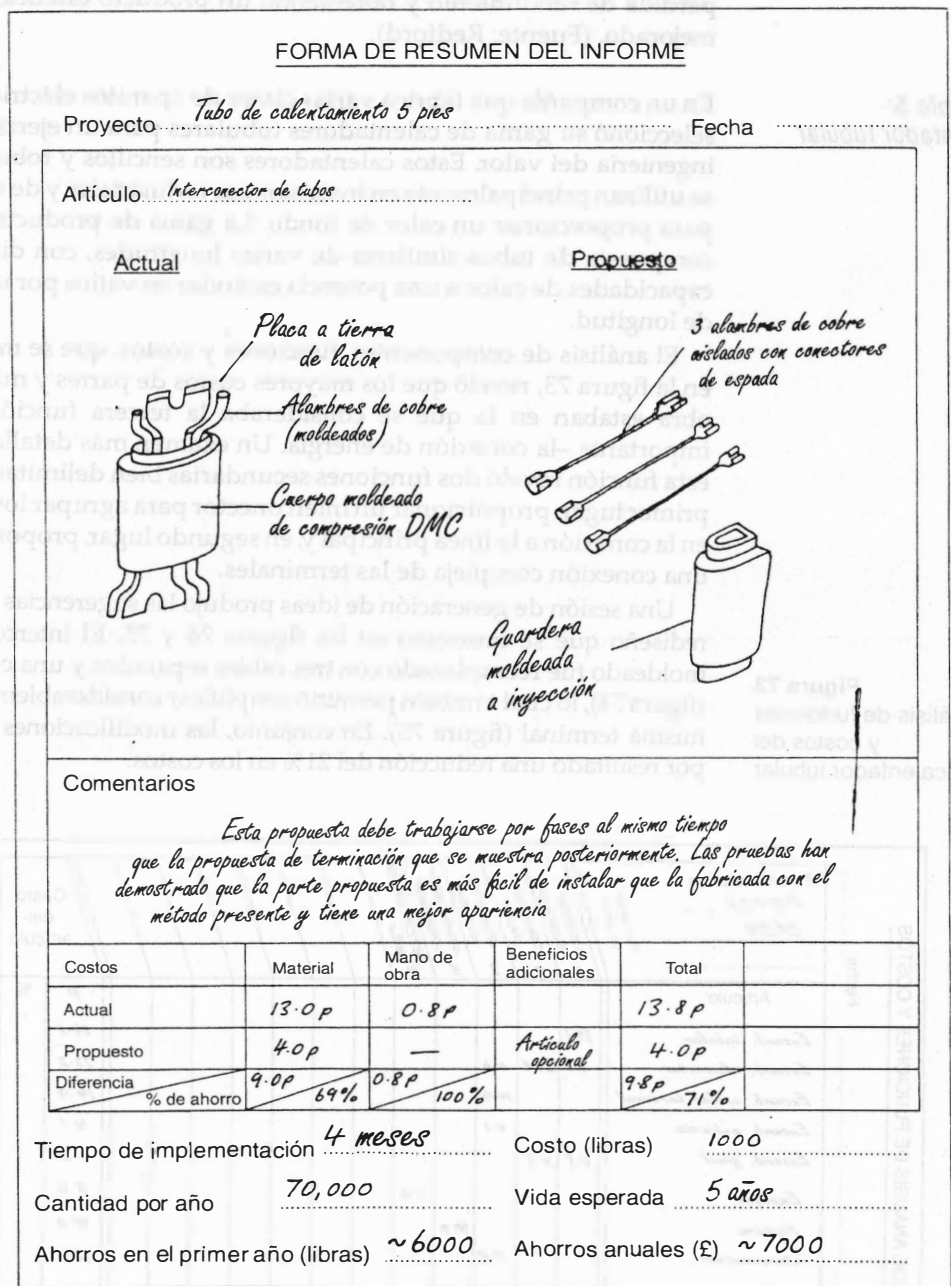 FORMA DE RESUMEN DEL INFORME
Proyecto Tubo de calentamiento 5 pies Fecha
Artículo Interconector de tubos
Actual Propuesto
Placa a tierra
de latón
Alambres de cobre
(moldeados)
Cuerpo moldeado
de compresión DMC
3 alambres de cobre
aislados con conectores
de espada
Guardera
moldeada
a inyección
Comentarios
Esta propuesta debe trabajarse por fases al mismo tiempo
que la propuesta de terminación que se muestra posteriormente. Las pruebas han
demostrado que la parte propuesta es más fácil de instalar que la fabricada con el
método presente y tiene una mejor apariencia
Costos Material Mano de obra Beneficios adicionales Total
Actual 13.0p 0.8p 13.8p
Propuesto 4.0p — Artículo opcional 4.0p
Diferencia % de ahorro 9.0p 69% 0.8p 100% 9.8p 71%
Tiempo de implementación 4 meses Costo (libras) 1000
Cantidad por año 70,000 Vida esperada 5 años
Ahorros en el primer año (libras) ~6000 Ahorros anuales (£) ~7000